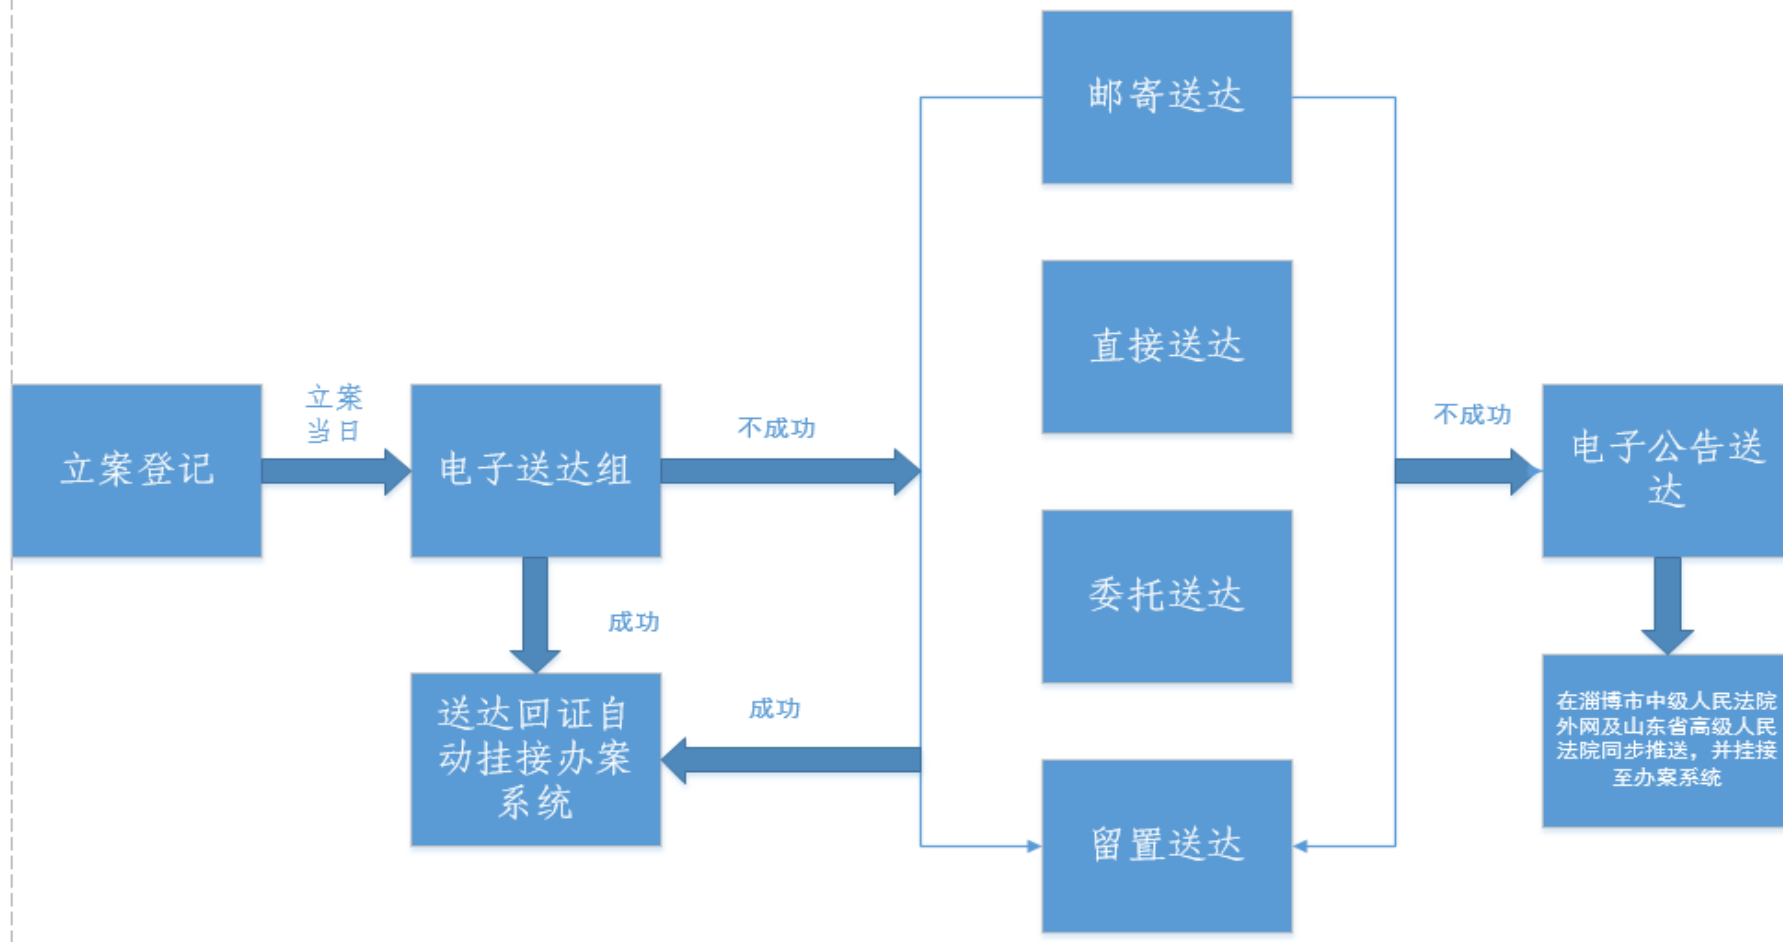 邮寄送达
直接送达
立案
当日
不成功
不成功
立案登记
电子送达组
电子公告送
达
委托送达
成功
成功
送达回证自
动挂接办案
系统
在淄博市中级人民法院
外网及山东省高级人民
法院同步推送，并挂接
至办案系统
留置送达